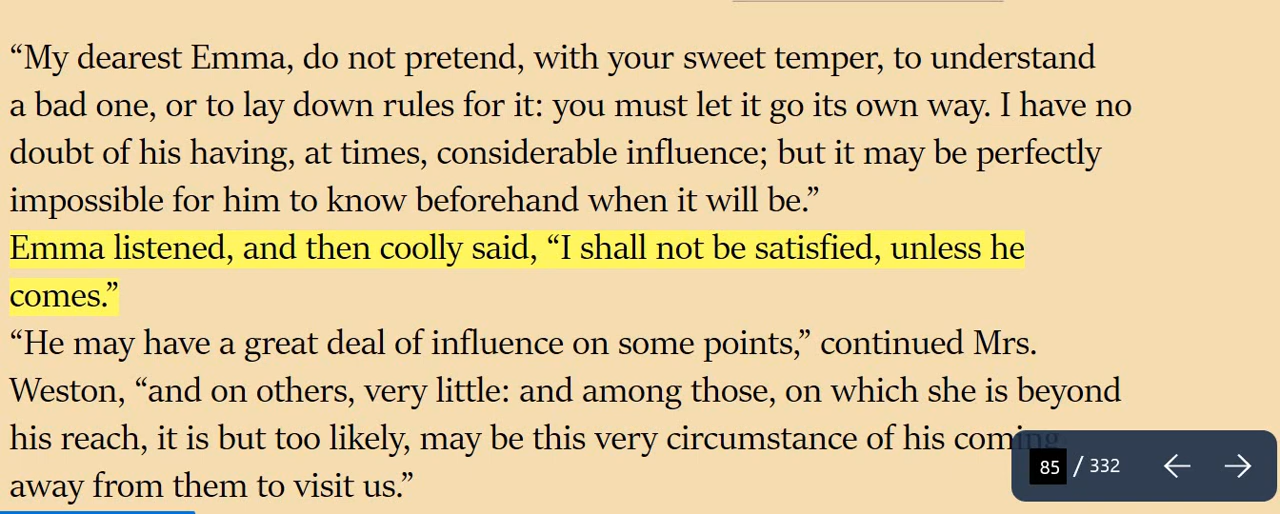 “My dearest Emma, do not pretend, with your sweet temper, to understand
a bad one, or to lay down rules for it: you must let it go its own way. I have no
doubt of his having, at times, considerable influence; but it may be perfectly
impossible for him to know beforehand when it will be.”
Emma listened, and then coolly said, “I shall not be satisfied, unless he
comes.”
“He may have a great deal of influence on some points,” continued Mrs.
Weston, “and on others, very little: and among those, on which she is beyond
his reach, it is but too likely, may be this very circumstance of his coming
away from them to visit us.”
85 / 332